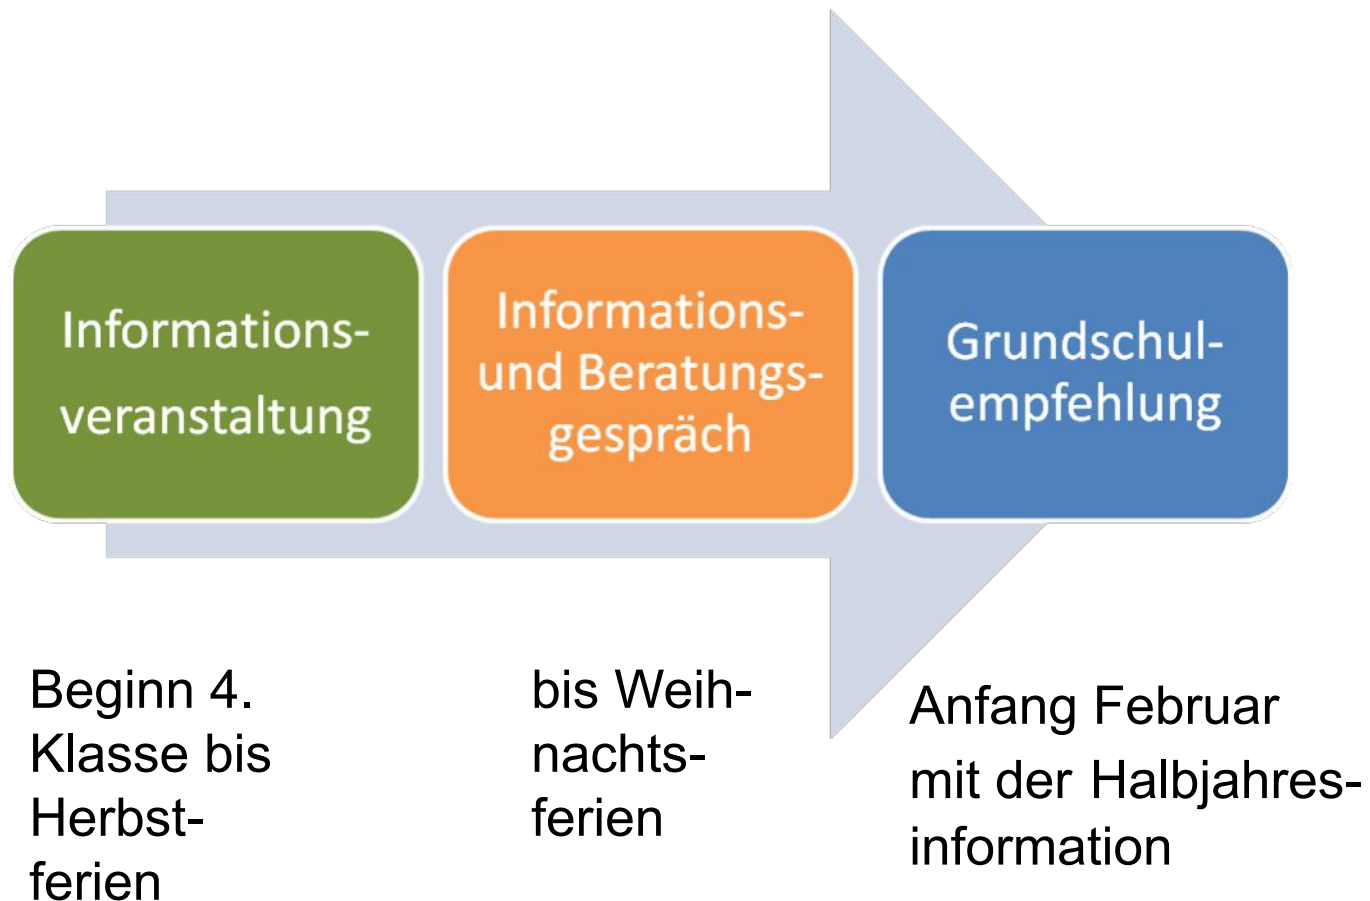 Informations-
veranstaltung
Informations-
und Beratungs-
gespräch
Grundschul-
empfehlung
Beginn 4.
Klasse bis
Herbst-
ferien
bis Weih-
nachts-
ferien
Anfang Februar
mit der Halbjahres-
information